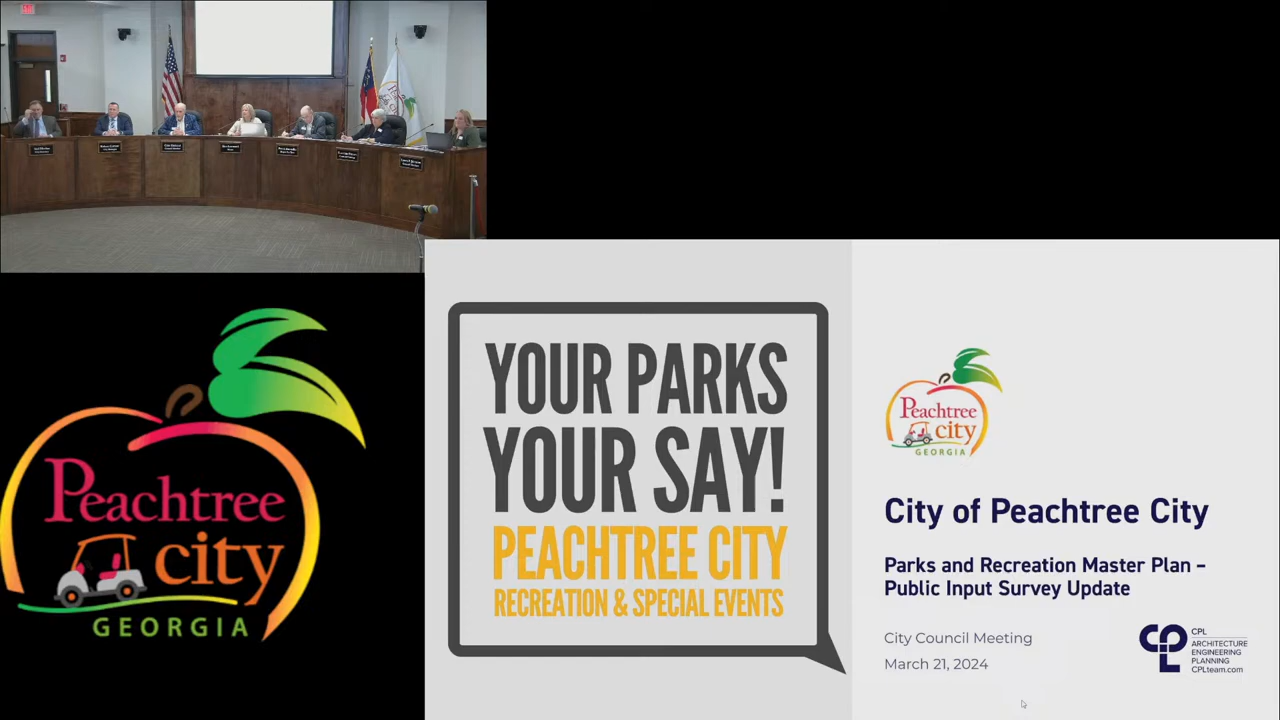 Peachtree
city
GEORGIA
YOUR PARKS
YOUR SAY!
PEACHTREE CITY
RECREATION & SPECIAL EVENTS
Peachtree
city
GEORGIA
City of Peachtree City
Parks and Recreation Master Plan –
Public Input Survey Update
City Council Meeting
March 21, 2024
CPL
CPL
ARCHITECTURE
ENGINEERING
PLANNING
CPLteam.com